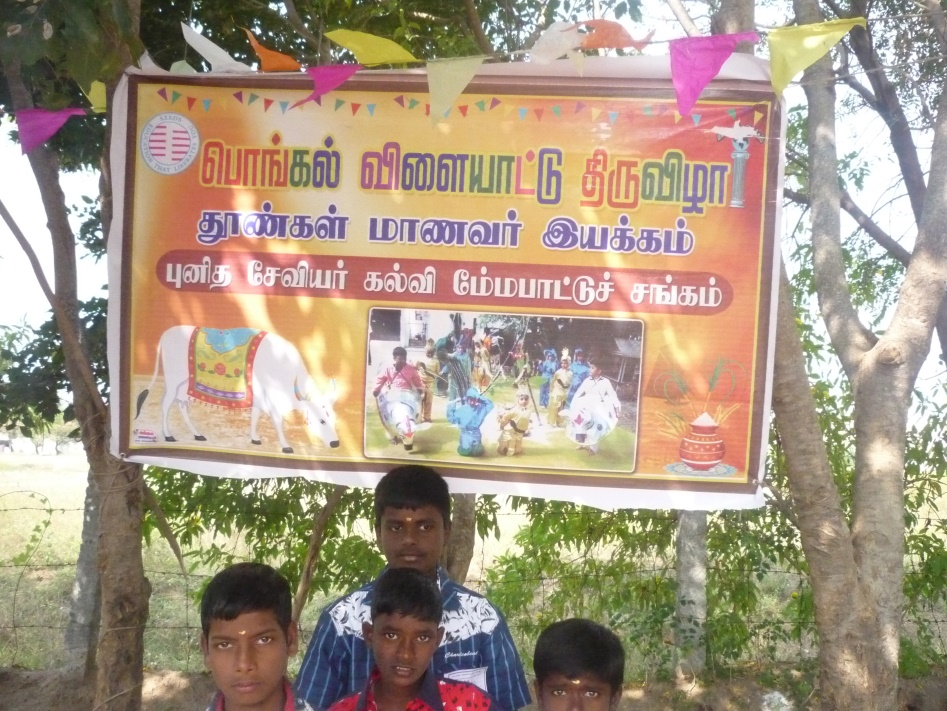 பொங்கல் விளையாட்டு திருவிழா
தூண்கள் மாணவர் இயக்கம்
புனித சேவியர் கல்வி மேம்பாட்டுச் சங்கம்